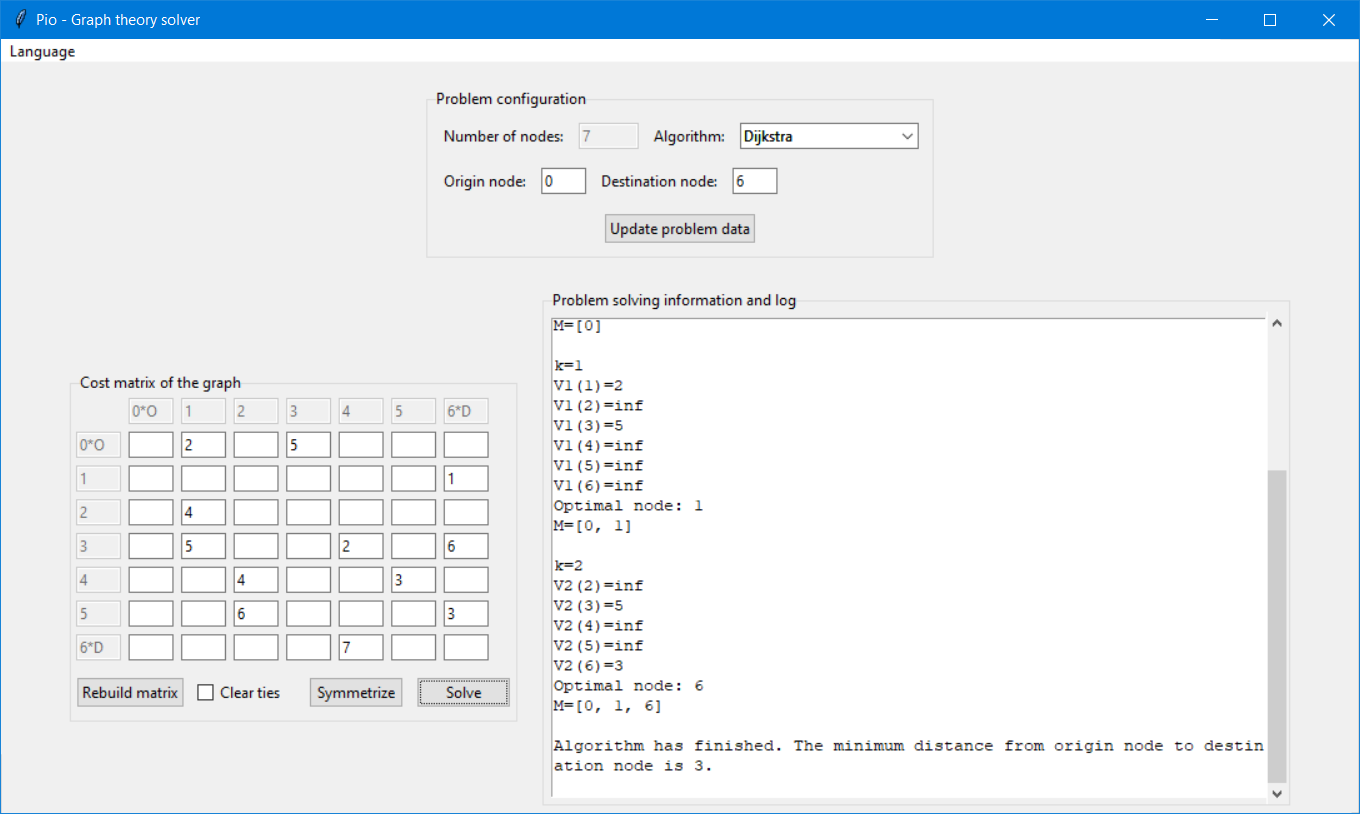 Pio - Graph theory solver
Language
Problem configuration
Number of nodes: 7 Algorithm: Dijkstra
Origin node: 0 Destination node: 6
Update problem data
Cost matrix of the graph
0*O 1 2 3 4 5 6*D
0*O 2 5
1 1
2 4
3 5 2 6
4 4 3
5 6 3
6*D 7
Rebuild matrix Clear ties Symmetrize Solve
Problem solving information and log
M=[0]
k=1
V1(1)=2
V1(2)=inf
V1(3)=5
V1(4)=inf
V1(5)=inf
V1(6)=inf
Optimal node: 1
M=[0, 1]
k=2
V2(2)=inf
V2(3)=5
V2(4)=inf
V2(5)=inf
V2(6)=3
Optimal node: 6
M=[0, 1, 6]
Algorithm has finished. The minimum distance from origin node to destin
ation node is 3.